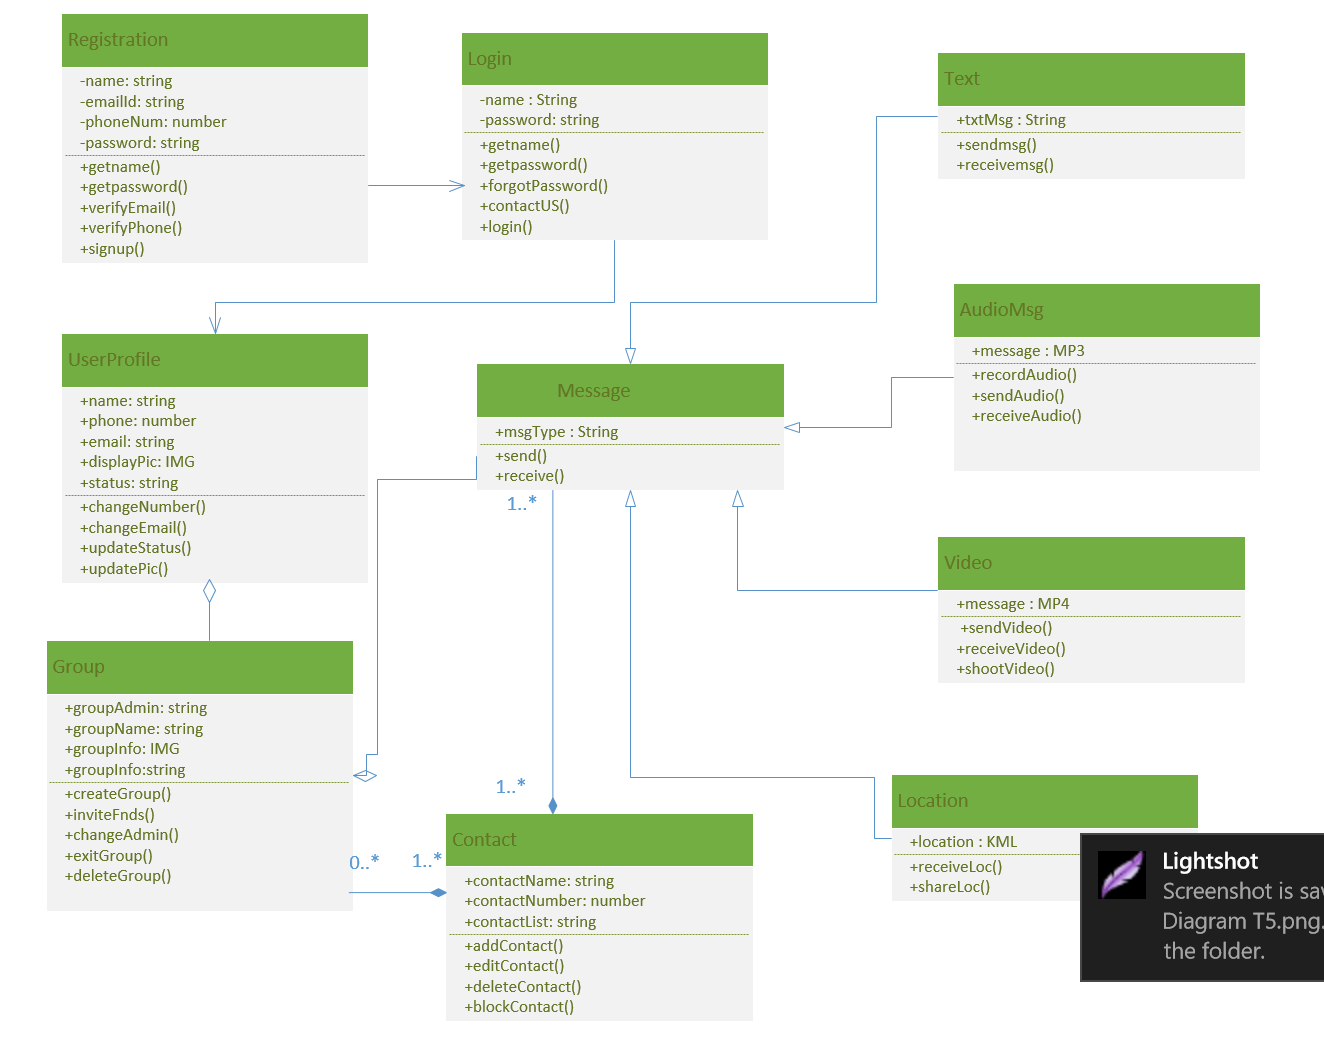 Registration
-name: string
-emailId: string
-phoneNum: number
-password: string
+getname()
+getpassword()
+verifyEmail()
+verifyPhone()
+signup()
Login
-name : String
-password: string
+getname()
+getpassword()
+forgotPassword()
+contactUS()
+login()
Text
+txtMsg : String
+sendmsg()
+receivemsg()
UserProfile
+name: string
+phone: number
+email: string
+displayPic: IMG
+status: string
+changeNumber()
+changeEmail()
+updateStatus()
+updatePic()
Message
+msgType : String
+send()
+receive()
1..*
AudioMsg
+message : MP3
+recordAudio()
+sendAudio()
+receiveAudio()
Video
+message : MP4
+sendVideo()
+receiveVideo()
+shootVideo()
Group
+groupAdmin: string
+groupName: string
+groupInfo: IMG
+groupInfo:string
+createGroup()
+inviteFnds()
+changeAdmin()
+exitGroup()
+deleteGroup()
1..*
0..*
1..*
Contact
+contactName: string
+contactNumber: number
+contactList: string
+addContact()
+editContact()
+deleteContact()
+blockContact()
Location
+location : KML
+receiveLoc()
+shareLoc()
Lightshot
Screenshot is sav
Diagram T5.png.
the folder.